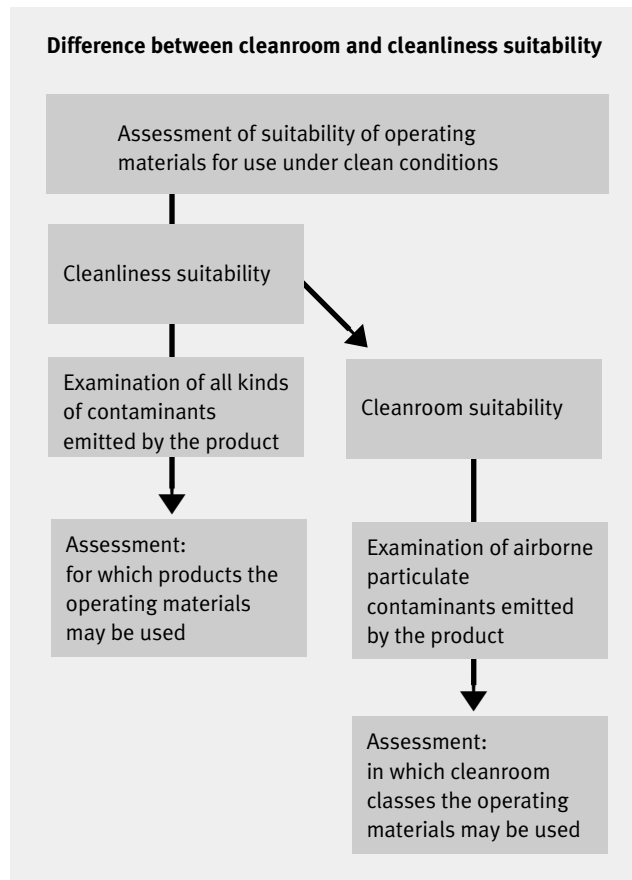 Difference between cleanroom and cleanliness suitability
Assessment of suitability of operating
materials for use under clean conditions
Cleanliness suitability
Examination of all kinds
of contaminants
emitted by the product
Assessment:
for which products the
operating materials
may be used
Cleanroom suitability
Examination of airborne
particulate
contaminants emitted
by the product
Assessment:
in which cleanroom
classes the operating
materials may be used